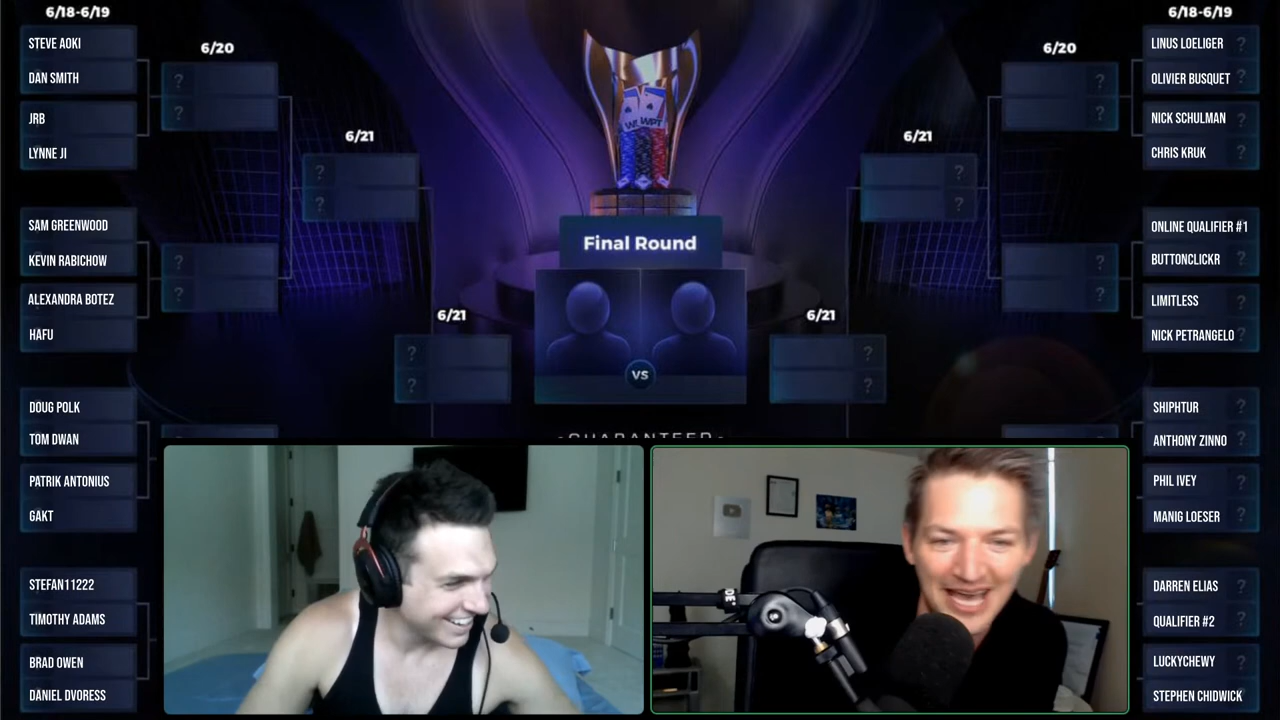 6/18-6/19
STEVE AOKI
DAN SMITH
JRB
LYNNE JI
SAM GREENWOOD
KEVIN RABICHOW
ALEXANDRA BOTEZ
HAFU
DOUG POLK
TOM DWAN
PATRIK ANTONIUS
GAKT
STEFAN11222
TIMOTHY ADAMS
BRAD OWEN
DANIEL DVORESS
6/20
?
?
?
?
6/21
?
?
6/21
?
?
WPT
Final Round
VS
GUARANTEED
6/21
?
?
6/21
?
?
6/20
?
?
?
?
6/18-6/19
LINUS LOELIGER ?
OLIVIER BUSQUET ?
NICK SCHULMAN ?
CHRIS KRUK ?
ONLINE QUALIFIER #1
BUTTONCLICKR ?
LIMITLESS ?
NICK PETRANGELO ?
SHIPHTUR ?
ANTHONY ZINNO ?
PHIL IVEY ?
MANIG LOESER ?
DARREN ELIAS ?
QUALIFIER #2 ?
LUCKYCHEWY ?
STEPHEN CHIDWICK ?